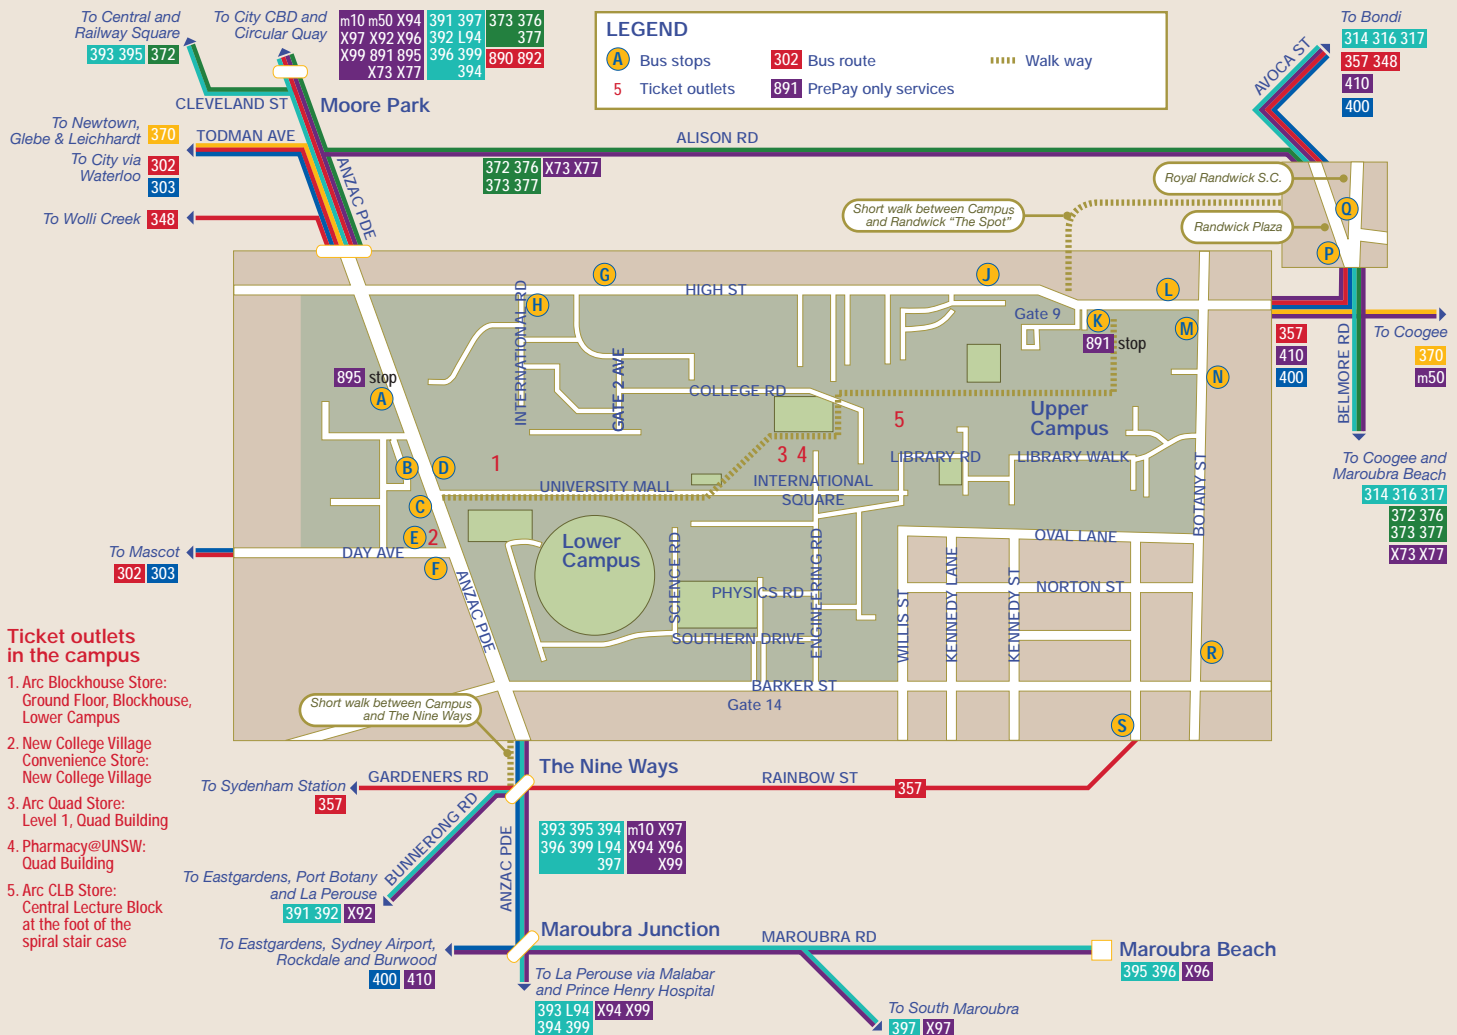 To Central and
Railway Square
393 395 372
To City CBD and
Circular Quay
m10 m50 X94
X97 X92 X96
X99 891 895
X73 X77
391 397
392 L94
396 399
394
373 376
377
890 892
LEGEND
A Bus stops
302 Bus route
Walk way
5 Ticket outlets
891 PrePay only services
To Bondi
314 316 317
357 348
410
400
AVOCA ST
CLEVELAND ST
Moore Park
To Newtown,
Glebe & Leichhardt 370
TODMAN AVE
To City via
Waterloo
302
303
To Wolli Creek 348
ANZAC PDE
ALISON RD
372 376 X73 X77
373 377
Royal Randwick S.C.
Short walk between Campus
and Randwick "The Spot"
Randwick Plaza
Q
P
G
J
L
HIGH ST
H
INTERNATIONAL RD
Gate 9
K
M
891 stop
To Coogee
370
m50
357
410
400
BELMORE RD
895 stop
A
GATE 2 AVE
COLLEGE RD
N
Upper
Campus
5
1
3 4
B
D
LIBRARY RD
LIBRARY WALK
UNIVERSITY MALL
INTERNATIONAL
SQUARE
BOTANY ST
To Coogee and
Maroubra Beach
314 316 317
372 376
373 377
X73 X77
C
E
2
F
To Mascot
302 303
DAY AVE
Lower
Campus
OVAL LANE
SCIENCE RD
PHYSICS RD
ENGINEERING RD
SOUTHERN DRIVE
WILLIS ST
KENNEDY LANE
KENNEDY ST
NORTON ST
ANZAC PDE
R
BARKER ST
Gate 14
S
Ticket outlets
in the campus
1. Arc Blockhouse Store:
Ground Floor, Blockhouse,
Lower Campus
2. New College Village
Convenience Store:
New College Village
3. Arc Quad Store:
Level 1, Quad Building
4. Pharmacy@UNSW:
Quad Building
5. Arc CLB Store:
Central Lecture Block
at the foot of the
spiral stair case
Short walk between Campus
and The Nine Ways
The Nine Ways
To Sydenham Station
357
GARDENERS RD
RAINBOW ST
357
BUNNERONG RD
ANZAC PDE
393 395 394
396 399 L94
397
m10 X97
X94 X96
X99
To Eastgardens, Port Botany
and La Perouse
391 392 X92
To Eastgardens, Sydney Airport,
Rockdale and Burwood
400 410
Maroubra Junction
MAROUBRA RD
Maroubra Beach
395 396 X96
To La Perouse via Malabar
and Prince Henry Hospital
393 L94 X94 X99
394 399
To South Maroubra
397 X97